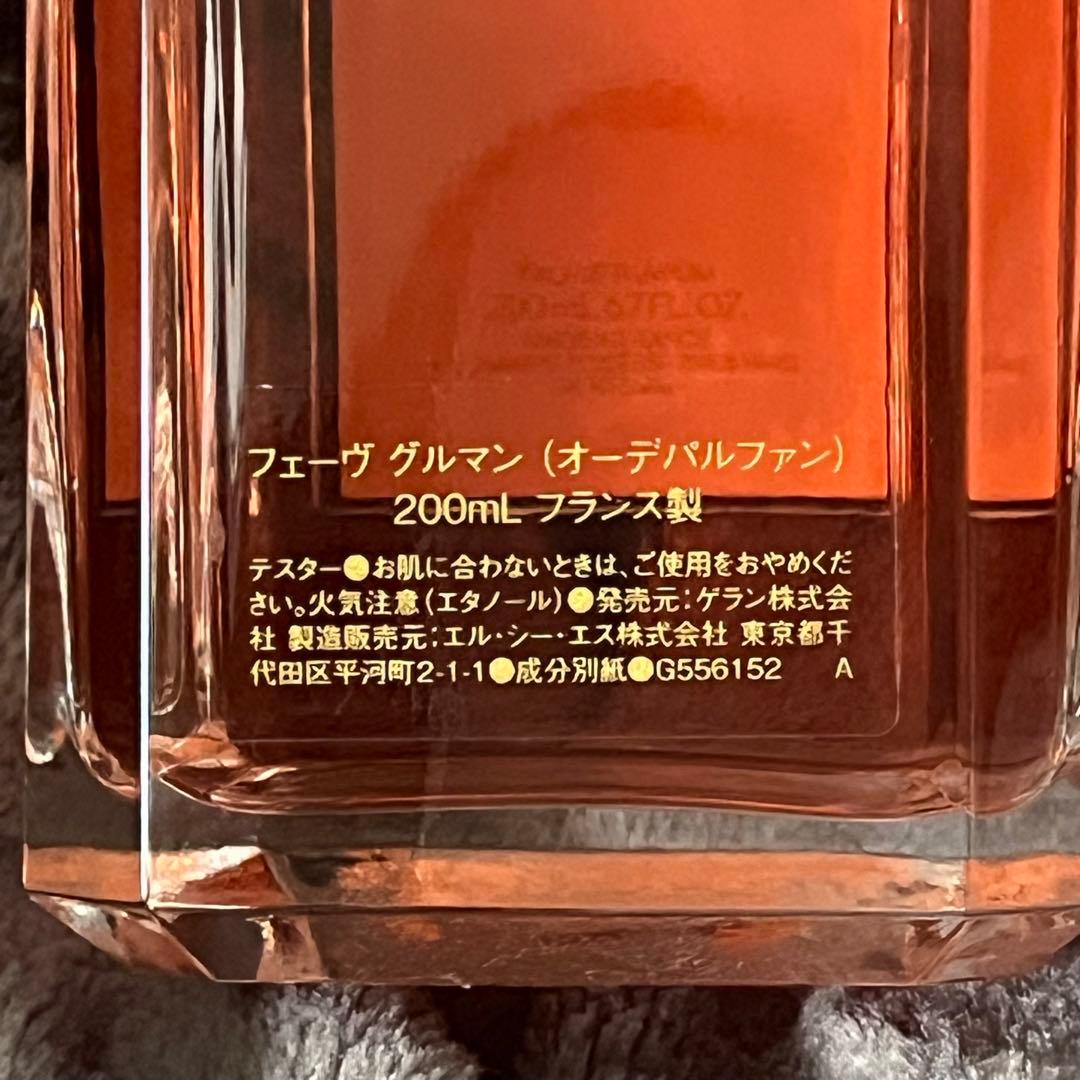 フェーヴ グルマン (オーデパルファン)
200mL フランス製
テスター●お肌に合わないときは、ご使用をおやめくだ
さい。火気注意(エタノール)●発売元:ゲラン株式会
社 製造販売元:エル・シー・エス株式会社 東京都千
代田区平河町2-1-1●成分別紙●G556152 A